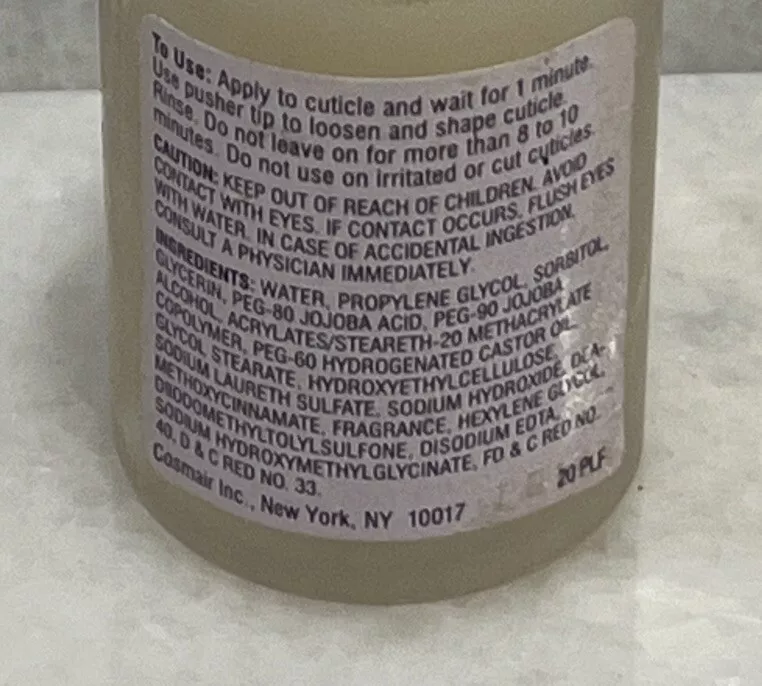 To Use: Apply to cuticle and wait for 1 minute.
Use pusher tip to loosen and shape cuticle.
Rinse. Do not leave on for more than 8 to 10
minutes. Do not use on irritated or cut cuticles.
CAUTION: KEEP OUT OF REACH OF CHILDREN. AVOID
CONTACT WITH EYES. IF CONTACT OCCURS, FLUSH EYES
WITH WATER. IN CASE OF ACCIDENTAL INGESTION,
CONSULT A PHYSICIAN IMMEDIATELY.
INGREDIENTS: WATER, PROPYLENE GLYCOL, SORBITOL,
GLYCERIN, PEG-80 JOJOBA ACID, PEG-90 JOJOBA
ALCOHOL, ACRYLATES/STEARETH-20 METHACRYLATE
COPOLYMER, PEG-60 HYDROGENATED CASTOR OIL,
GLYCOL STEARATE, HYDROXYETHYLCELLULOSE,
SODIUM LAURETH SULFATE, SODIUM HYDROXIDE, DEA-
METHOXYCINNAMATE, FRAGRANCE, HEXYLENE GLYCOL,
DIIODOMETHYLTOLYLSULFONE, DISODIUM EDTA,
SODIUM HYDROXYMETHYLGLYCINATE, FD & C RED NO.
40, D & C RED NO. 33.
Cosmair Inc., New York, NY 10017
20 PLF